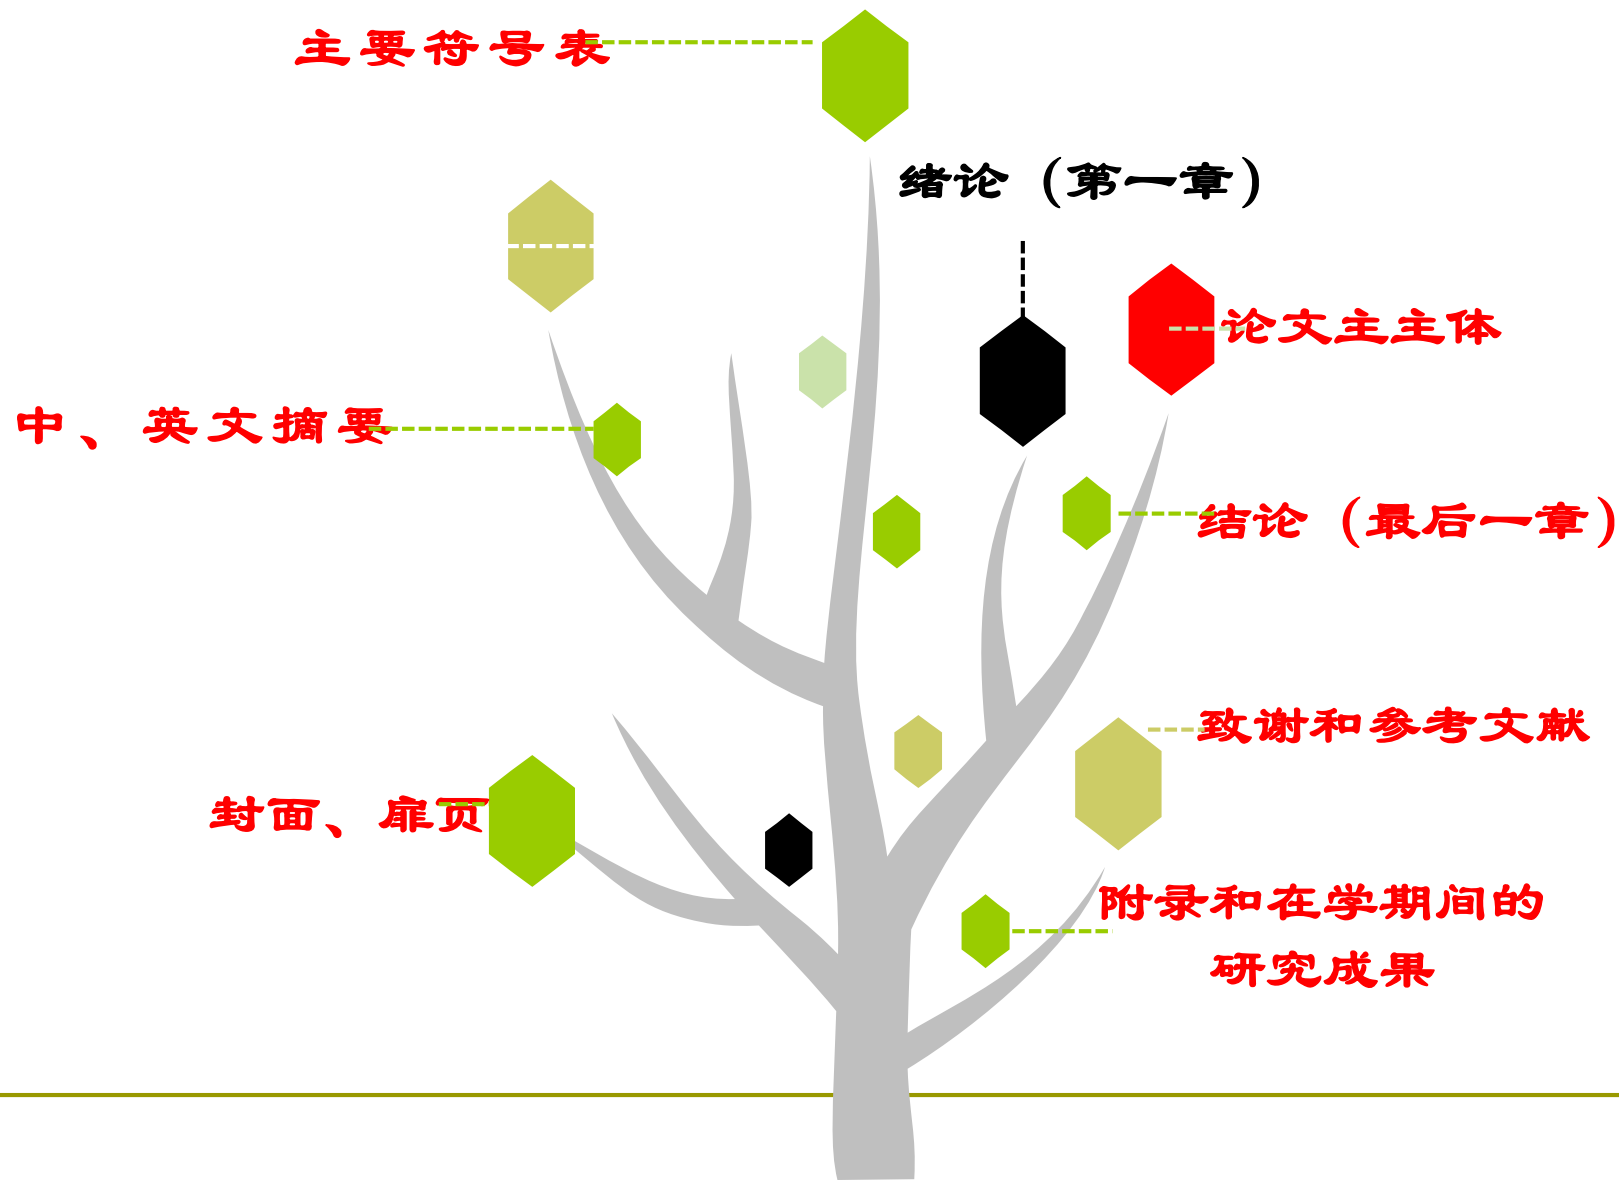 主要符号表
绪论（第一章）
论文主主体
中、英文摘要
结论（最后一章）
致谢和参考文献
封面、扉页
附录和在学期间的
研究成果